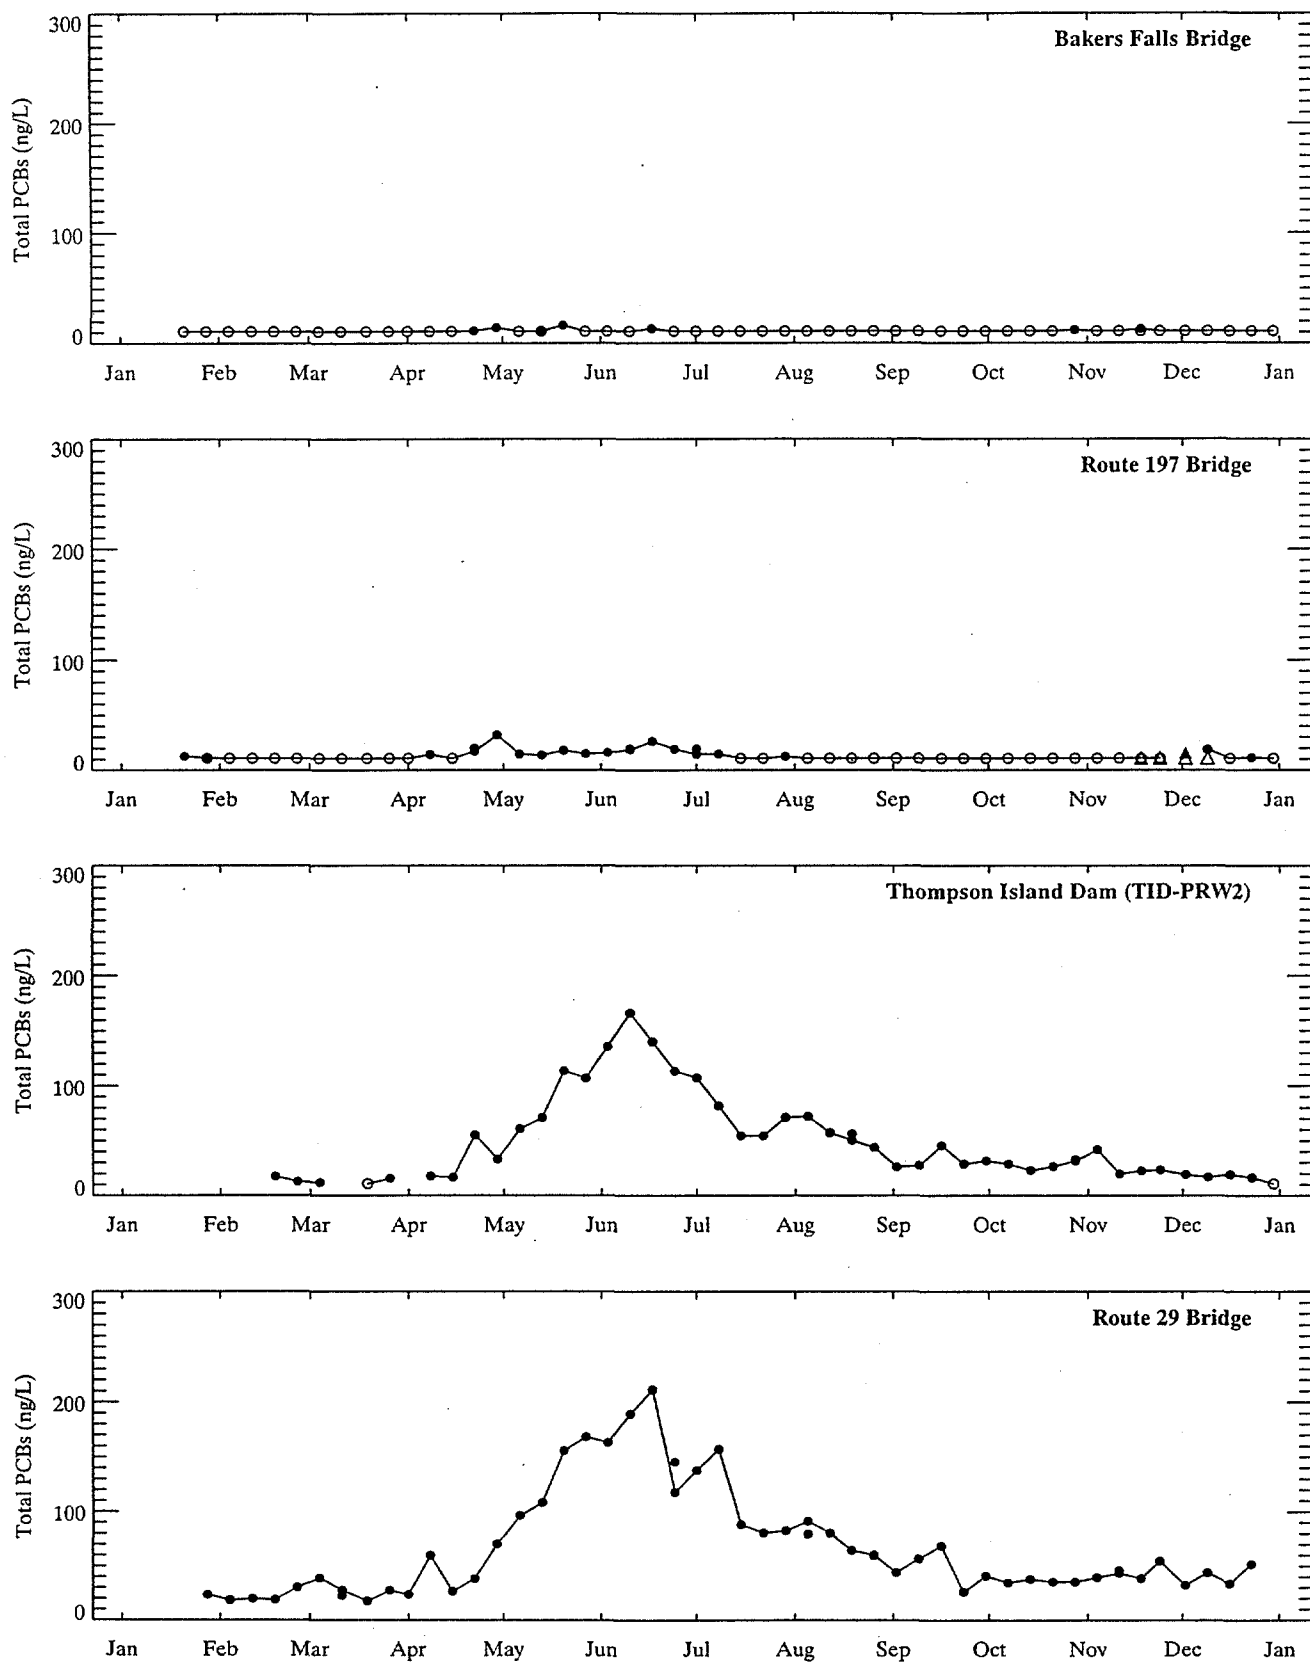 Bakers Falls Bridge
Total PCBs (ng/L)
300
200
100
0
Jan Feb Mar Apr May Jun Jul Aug Sep Oct Nov Dec Jan
Route 197 Bridge
Total PCBs (ng/L)
300
200
100
0
Jan Feb Mar Apr May Jun Jul Aug Sep Oct Nov Dec Jan
Thompson Island Dam (TID-PRW2)
Total PCBs (ng/L)
300
200
100
0
Jan Feb Mar Apr May Jun Jul Aug Sep Oct Nov Dec Jan
Route 29 Bridge
Total PCBs (ng/L)
300
200
100
0
Jan Feb Mar Apr May Jun Jul Aug Sep Oct Nov Dec Jan